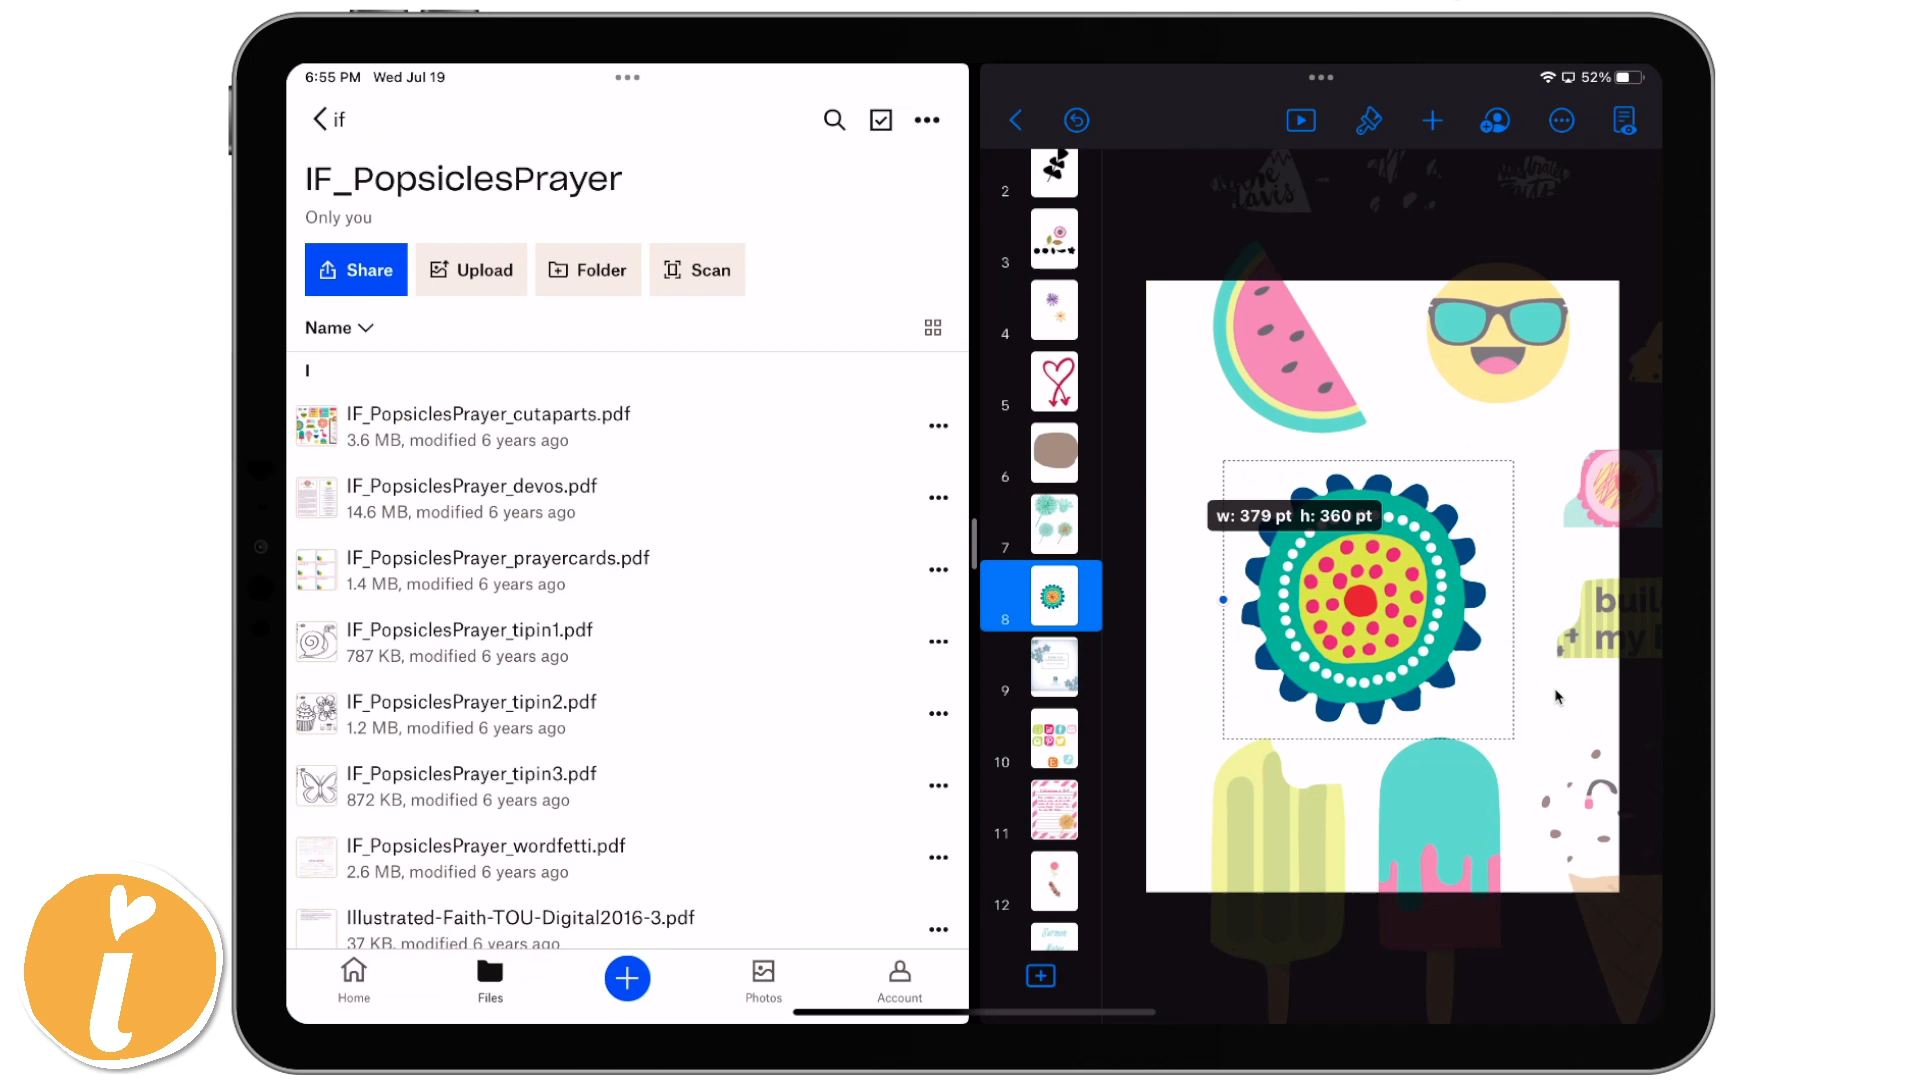 6:55 PM Wed Jul 19
if
IF_PopsiclesPrayer
Only you
Share
Upload
Folder
Scan
Name
I
IF_PopsiclesPrayer_cutaparts.pdf
3.6 MB, modified 6 years ago
IF_PopsiclesPrayer_devos.pdf
14.6 MB, modified 6 years ago
IF_PopsiclesPrayer_prayercards.pdf
1.4 MB, modified 6 years ago
IF_PopsiclesPrayer_tipin1.pdf
787 KB, modified 6 years ago
IF_PopsiclesPrayer_tipin2.pdf
1.2 MB, modified 6 years ago
IF_PopsiclesPrayer_tipin3.pdf
872 KB, modified 6 years ago
IF_PopsiclesPrayer_wordfetti.pdf
2.6 MB, modified 6 years ago
Illustrated-Faith-TOU-Digital2016-3.pdf
37 KB, modified 6 years ago
Home
Files
Photos
Account
52%
2
3
4
5
6
7
8
9
10
11
12
w: 379 pt h: 360 pt
my
i